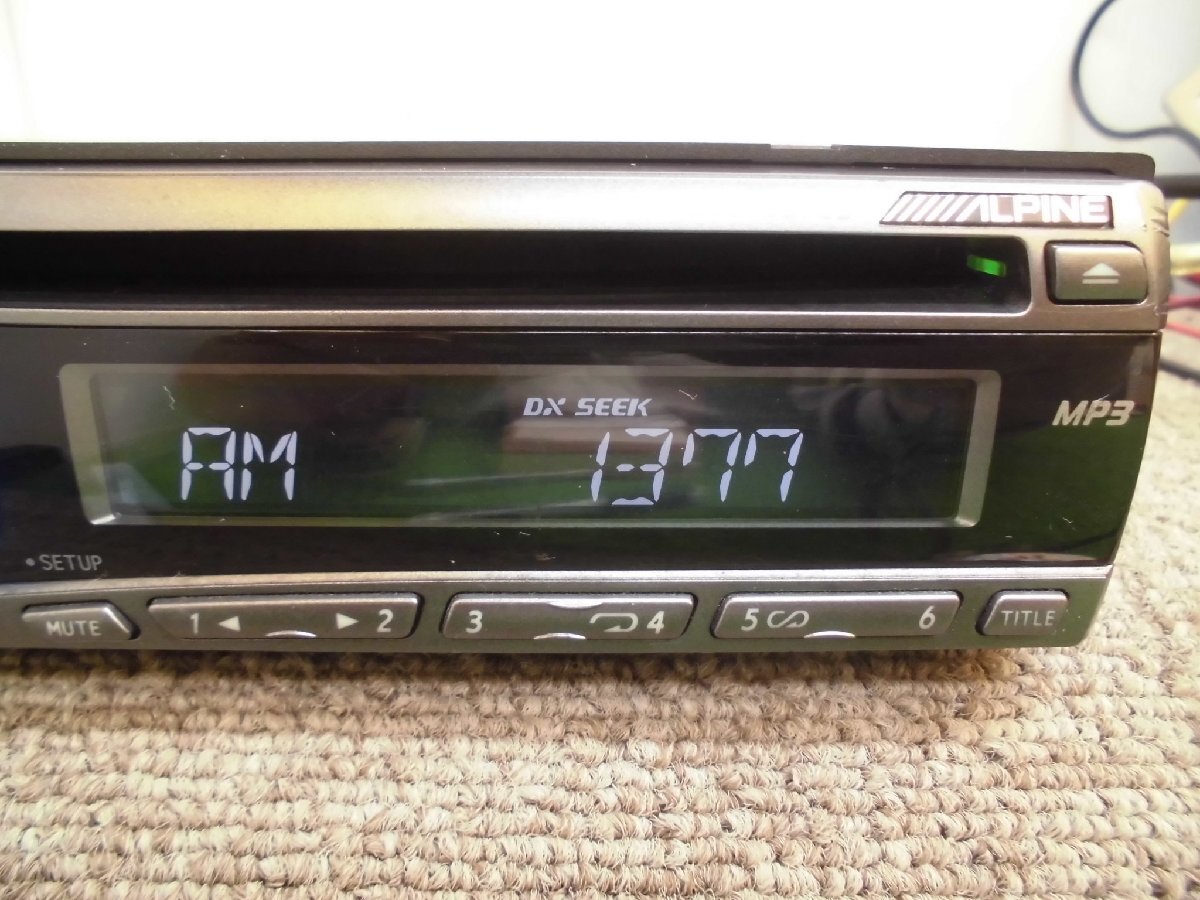 ALPINE
DX SEEK
MP3
AM 1377
SETUP
MUTE 1 2 3 4 5 6 TITLE